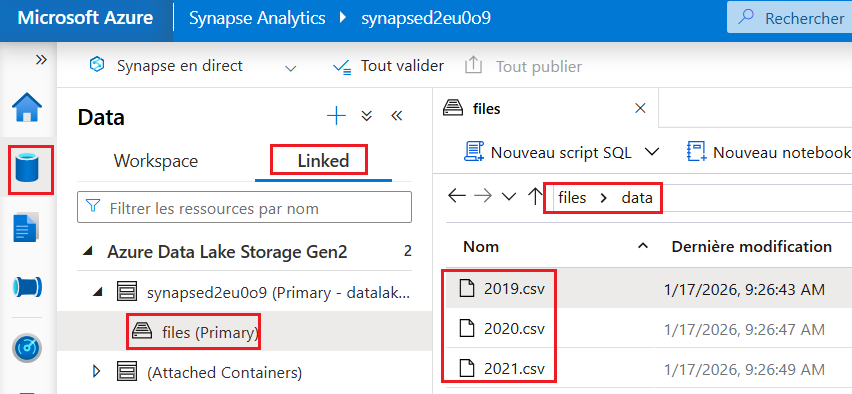 Microsoft Azure Synapse Analytics synapsed2eu0o9 Rechercher
Synapse en direct Tout valider Tout publier
Data
Workspace Linked
Filtrer les ressources par nom
Azure Data Lake Storage Gen2 2
synapsed2eu0o9 (Primary - datalak...
files (Primary)
(Attached Containers)
files
Nouveau script SQL Nouveau notebook
files > data
Nom Dernière modification
2019.csv 1/17/2026, 9:26:43 AM
2020.csv 1/17/2026, 9:26:47 AM
2021.csv 1/17/2026, 9:26:49 AM